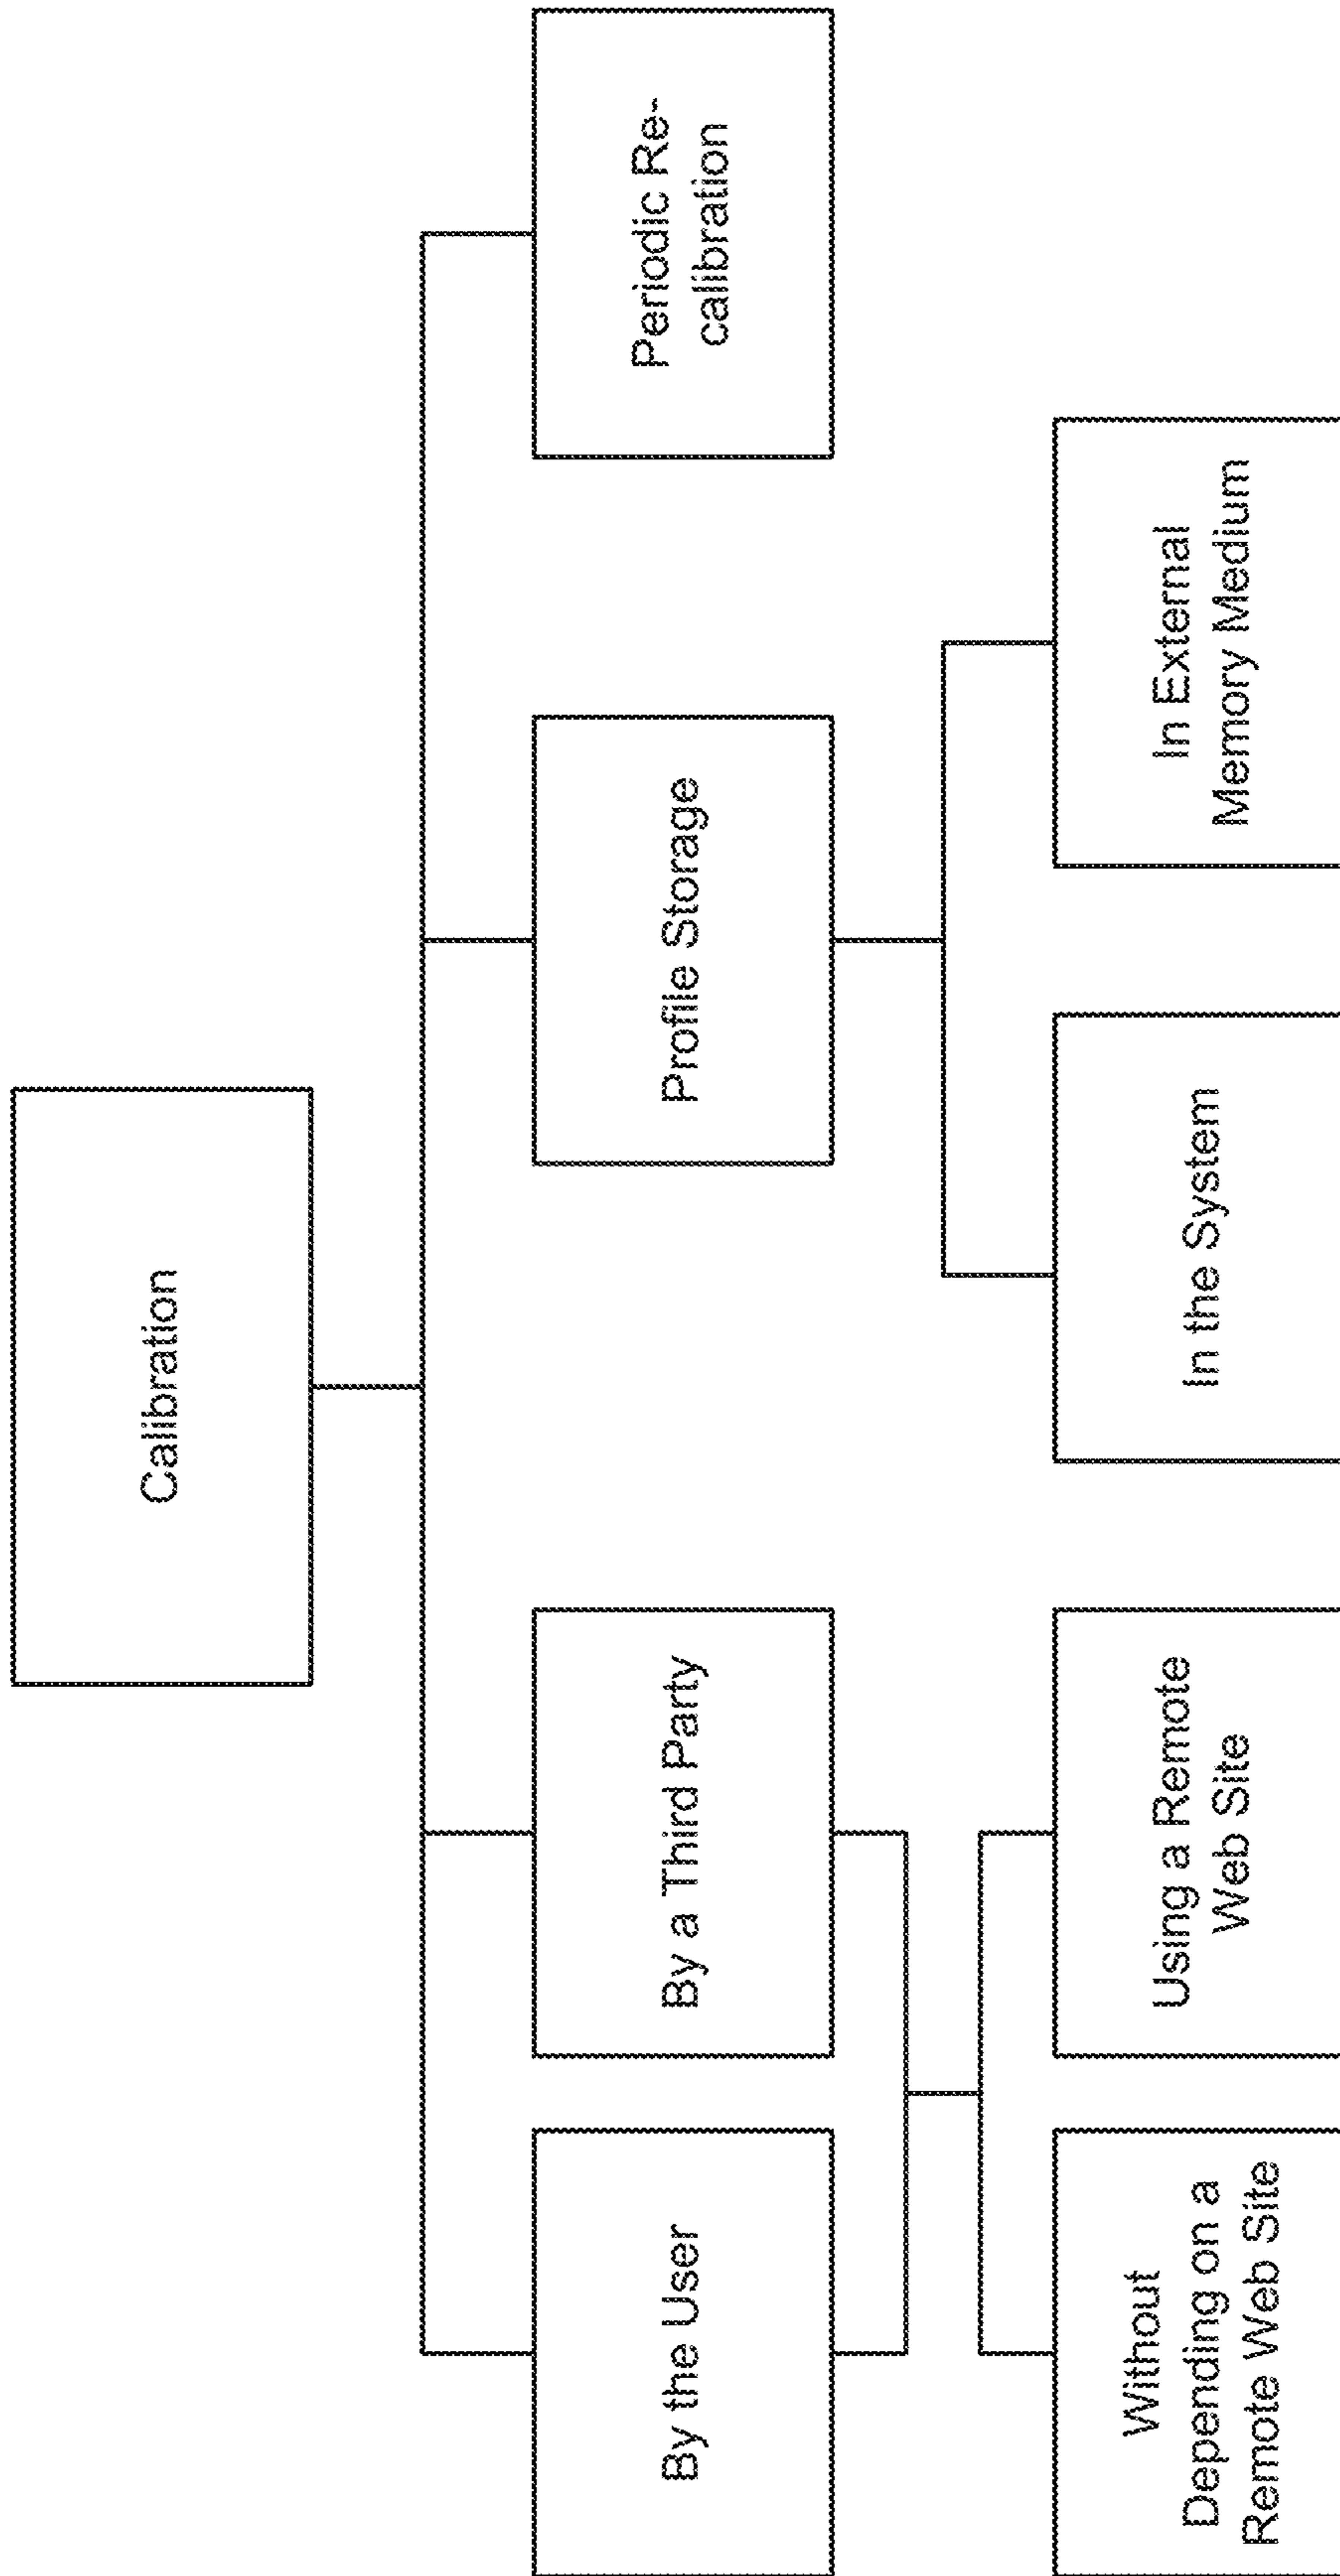 Calibration
By the User
By a Third Party
Profile Storage
Periodic Re-
calibration
Without
Depending on a
Remote Web Site
Using a Remote
Web Site
In the System
In External
Memory Medium